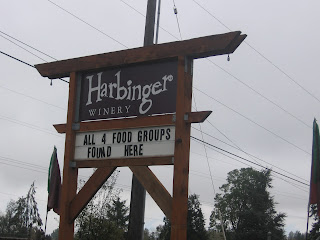 Harbinger
WINERY
ALL 4 FOOD GROUPS
FOUND HERE